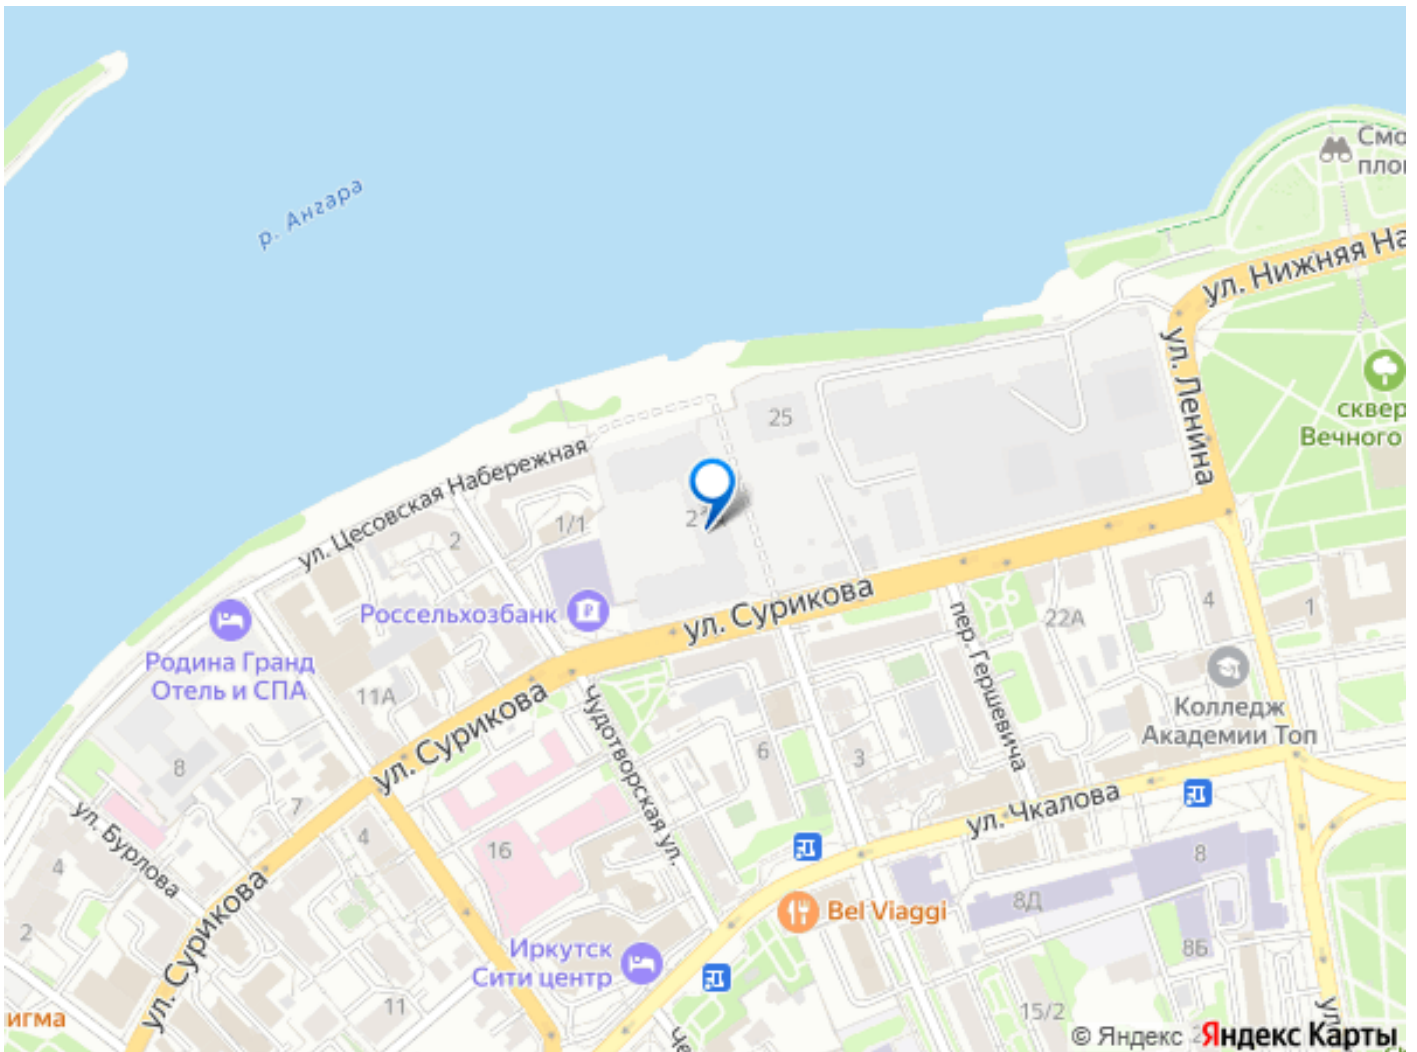 Смо
пло
р. Ангара
ул. Нижняя На
ул. Ленина
сквер
Вечного
25
ул. Цесовская Набережная
1/1
2
2
Россельхозбанк
ул. Сурикова
пер. Гершевича
22А
4
1
Родина Гранд
Отель и СПА
11А
ул. Сурикова
Чудотворская ул.
Колледж
Академии Топ
8
7
6
3
ул. Чкалова
ул. Бурлова
4
4
16
8
8Д
8Б
Bel Viaggi
ул. Сурикова
2
Иркутск
Сити центр
11
15/2
игма
Че
ул
© Яндекс
Яндекс Карты